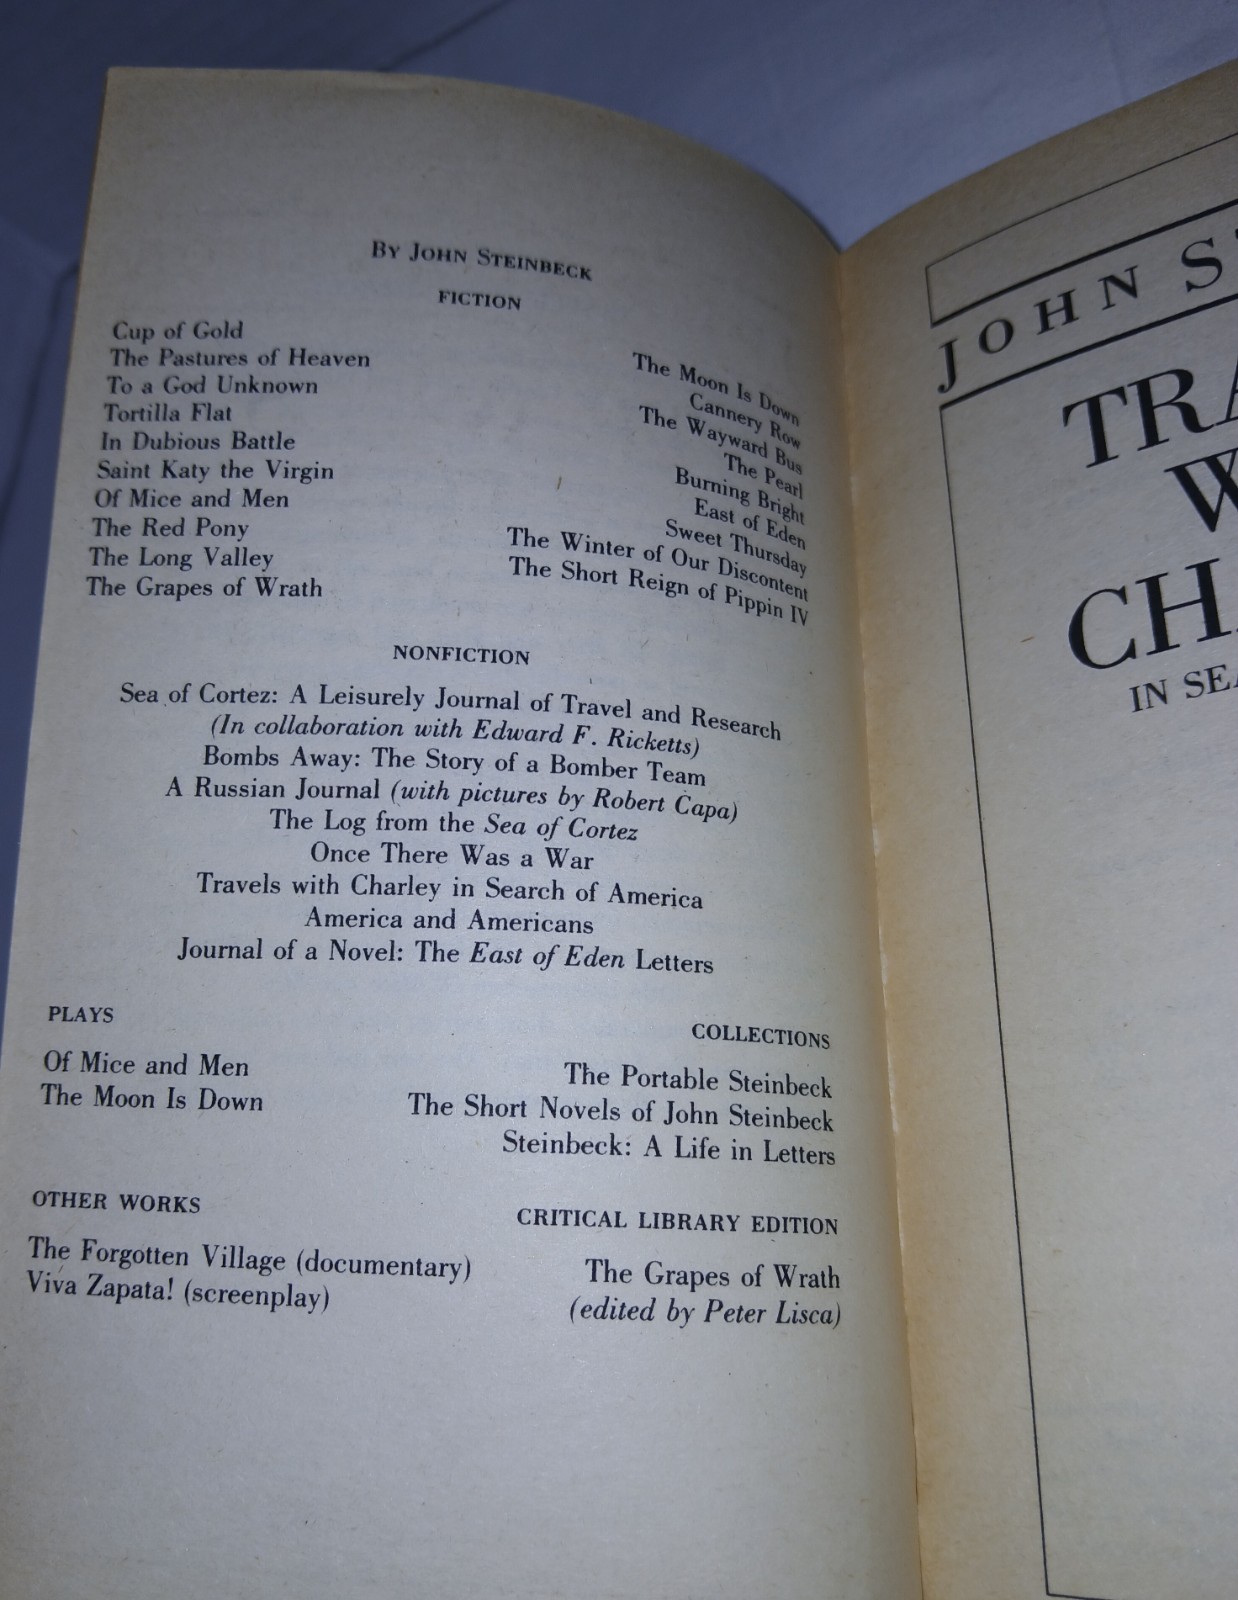 BY JOHN STEINBECK
FICTION
Cup of Gold
The Pastures of Heaven
To a God Unknown
Tortilla Flat
In Dubious Battle
Saint Katy the Virgin
Of Mice and Men
The Red Pony
The Long Valley
The Grapes of Wrath
The Moon Is Down
Cannery Row
The Wayward Bus
The Pearl
Burning Bright
East of Eden
Sweet Thursday
The Winter of Our Discontent
The Short Reign of Pippin IV
NONFICTION
Sea of Cortez: A Leisurely Journal of Travel and Research
(In collaboration with Edward F. Ricketts)
Bombs Away: The Story of a Bomber Team
A Russian Journal (with pictures by Robert Capa)
The Log from the Sea of Cortez
Once There Was a War
Travels with Charley in Search of America
America and Americans
Journal of a Novel: The East of Eden Letters
PLAYS
Of Mice and Men
The Moon Is Down
COLLECTIONS
The Portable Steinbeck
The Short Novels of John Steinbeck
Steinbeck: A Life in Letters
OTHER WORKS
The Forgotten Village (documentary)
Viva Zapata! (screenplay)
CRITICAL LIBRARY EDITION
The Grapes of Wrath
(edited by Peter Lisca)
JOHN S
TRA
W
CHA
IN SEA